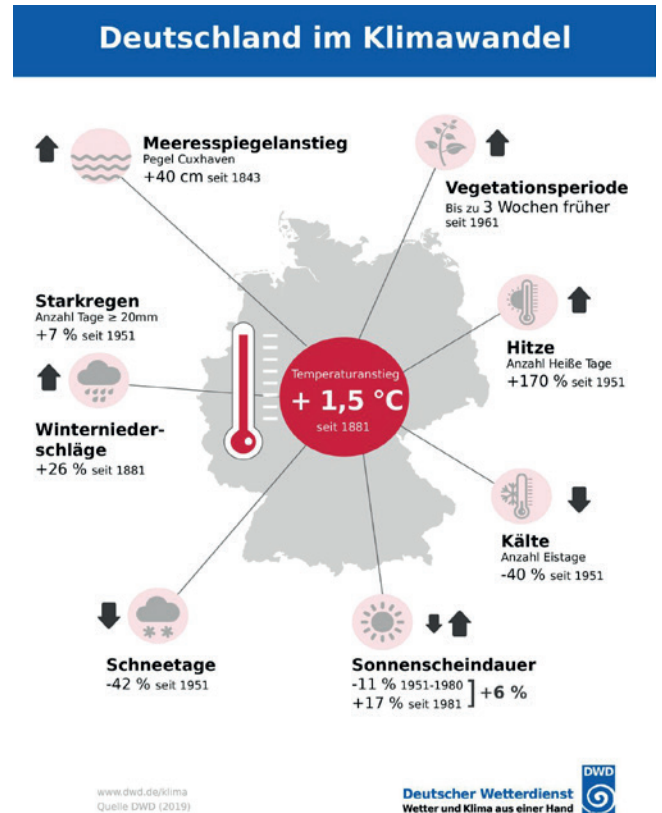 Deutschland im Klimawandel
Meeresspiegelanstieg
Pegel Cuxhaven
+40 cm seit 1843
Vegetationsperiode
Bis zu 3 Wochen früher
seit 1961
Starkregen
Anzahl Tage ≥ 20mm
+7 % seit 1951
Winternieder-
schläge
+26 % seit 1881
Temperaturanstieg
+ 1,5 °C
seit 1881
Hitze
Anzahl Heiße Tage
+170 % seit 1951
Kälte
Anzahl Eistage
-40 % seit 1951
Schneetage
-42 % seit 1951
Sonnenscheindauer
-11 % 1951-1980
+17 % seit 1981
+6 %
www.dwd.de/klima
Quelle DWD (2019)
Deutscher Wetterdienst
Wetter und Klima aus einer Hand
DWD